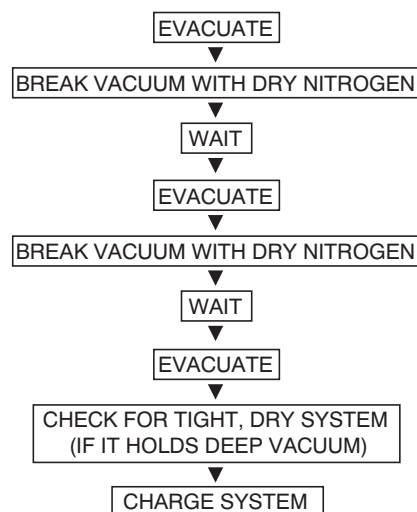 EVACUATE
BREAK VACUUM WITH DRY NITROGEN
WAIT
EVACUATE
BREAK VACUUM WITH DRY NITROGEN
WAIT
EVACUATE
CHECK FOR TIGHT, DRY SYSTEM
(IF IT HOLDS DEEP VACUUM)
CHARGE SYSTEM